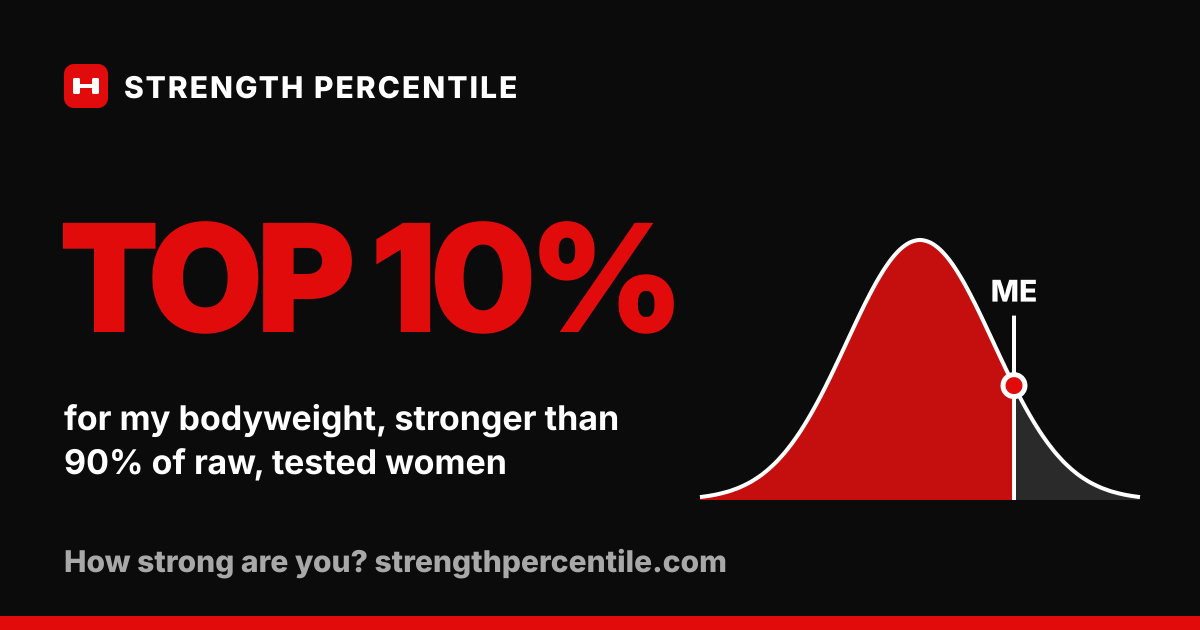 STRENGTH PERCENTILE
TOP 10%
ME
for my bodyweight, stronger than
90% of raw, tested women
How strong are you? strengthpercentile.com